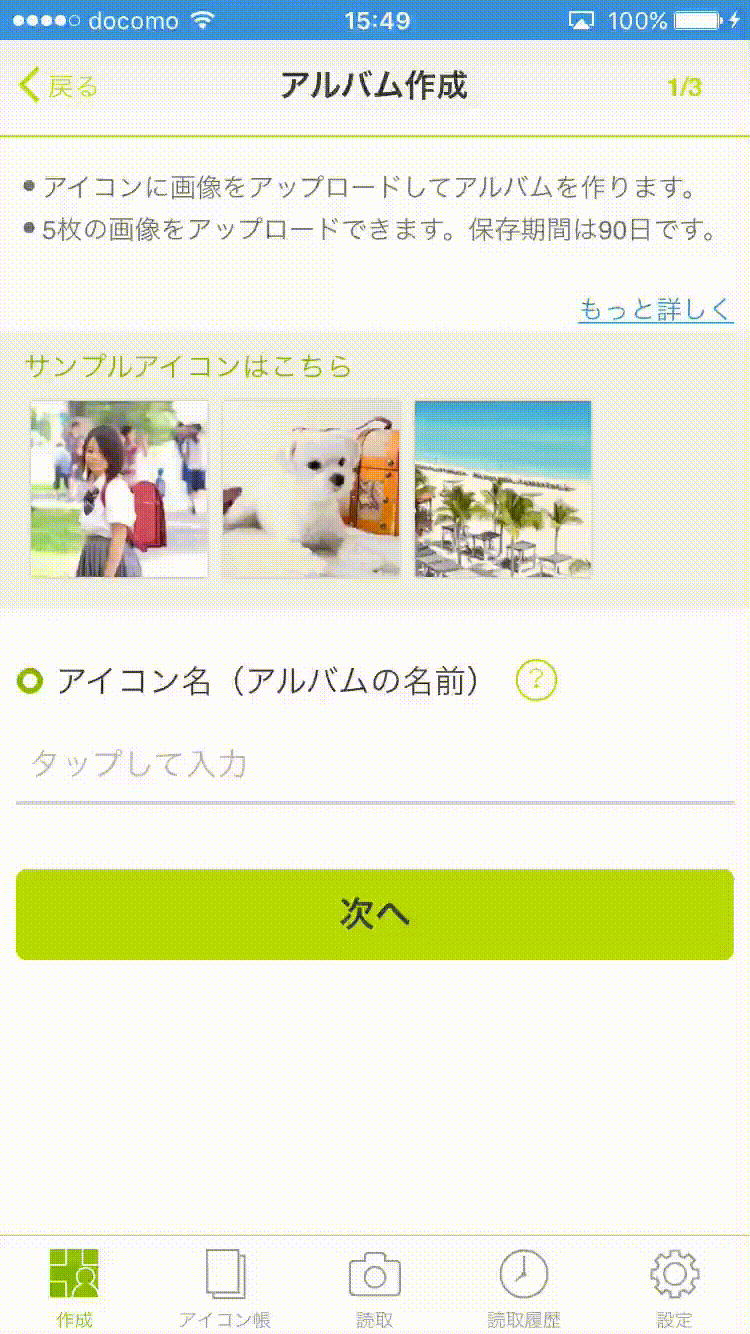 docomo 15:49 100%
戻る アルバム作成 1/3
● アイコンに画像をアップロードしてアルバムを作ります。
● 5枚の画像をアップロードできます。保存期間は90日です。
もっと詳しく
サンプルアイコンはこちら
アイコン名（アルバムの名前） ?
タップして入力
次へ
作成 アイコン帳 読取 読取履歴 設定